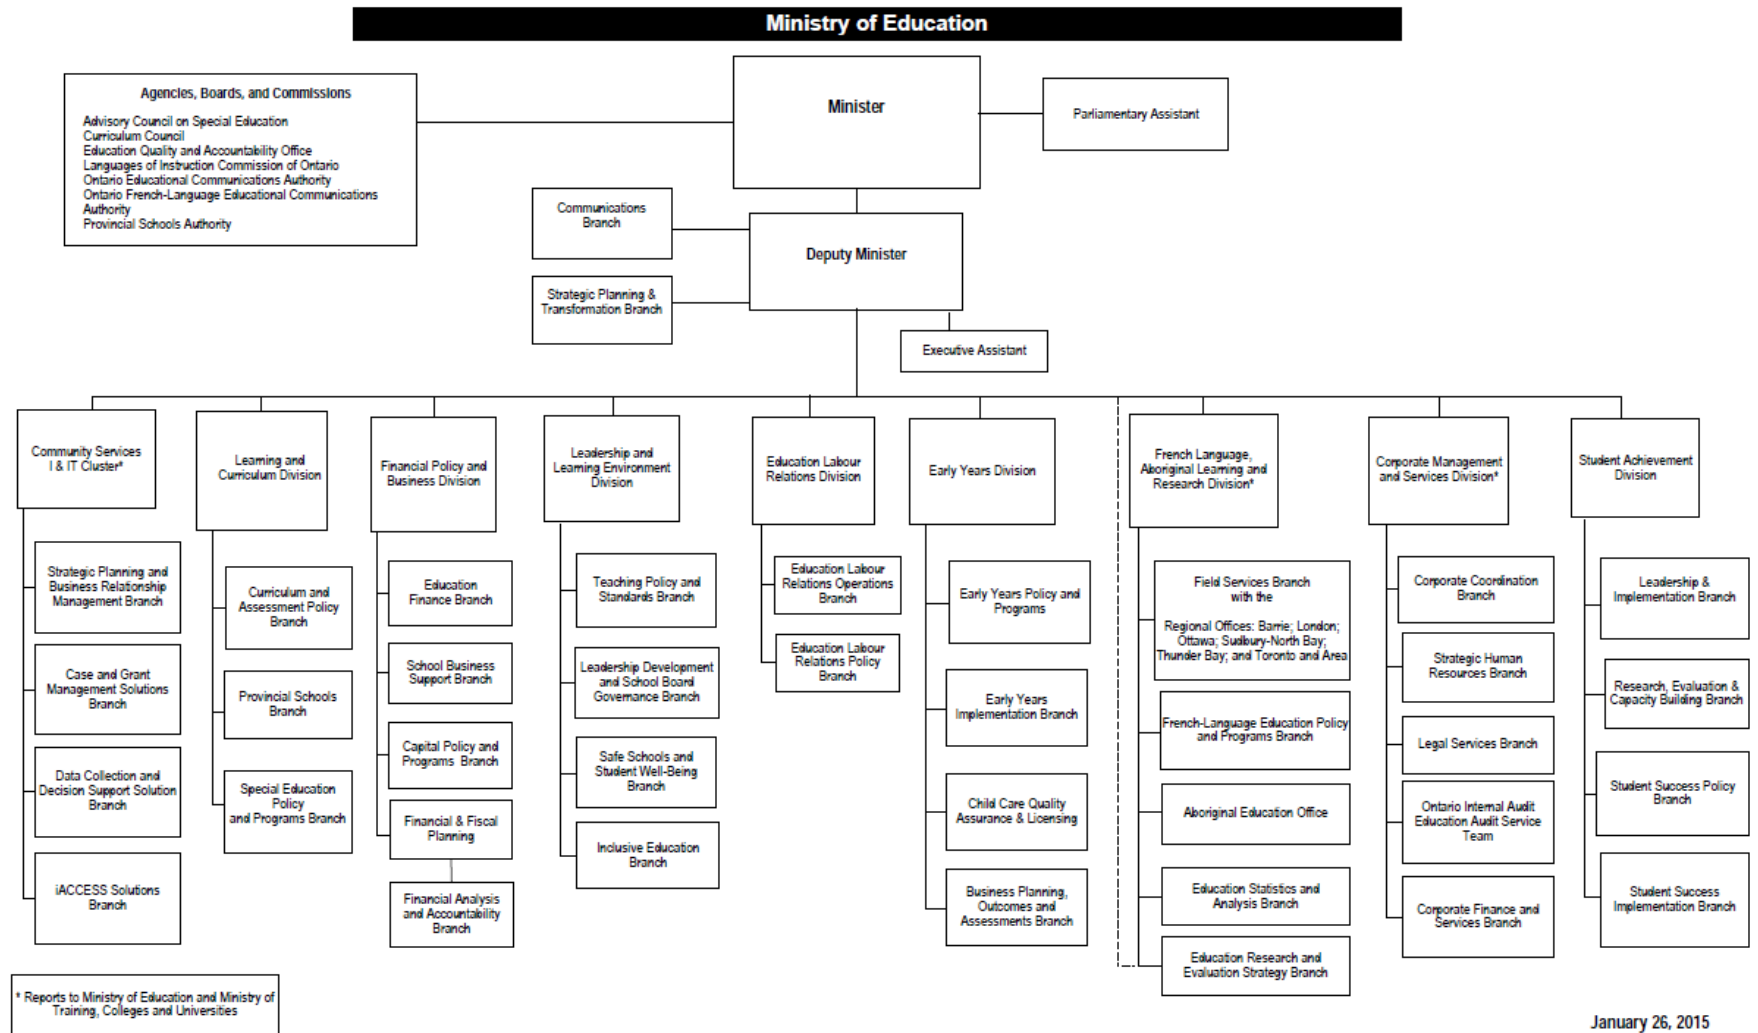 Ministry of Education
Agencies, Boards, and Commissions
Advisory Council on Special Education
Curriculum Council
Education Quality and Accountability Office
Languages of Instruction Commission of Ontario
Ontario Educational Communications Authority
Ontario French-Language Educational Communications
Authority
Provincial Schools Authority
Minister
Parliamentary Assistant
Communications
Branch
Deputy Minister
Strategic Planning &
Transformation Branch
Executive Assistant
Community Services
I & IT Cluster*
Strategic Planning and
Business Relationship
Management Branch
Case and Grant
Management Solutions
Branch
Data Collection and
Decision Support Solution
Branch
iACCESS Solutions
Branch
Learning and
Curriculum Division
Curriculum and
Assessment Policy
Branch
Provincial Schools
Branch
Special Education
Policy
and Programs Branch
Financial Policy and
Business Division
Education
Finance Branch
School Business
Support Branch
Capital Policy and
Programs Branch
Financial & Fiscal
Planning
Financial Analysis
and Accountability
Branch
Leadership and
Learning Environment
Division
Teaching Policy and
Standards Branch
Leadership Development
and School Board
Governance Branch
Safe Schools and
Student Well-Being
Branch
Inclusive Education
Branch
Education Labour
Relations Division
Education Labour
Relations Operations
Branch
Education Labour
Relations Policy
Branch
Early Years Division
Early Years Policy and
Programs
Early Years
Implementation Branch
Child Care Quality
Assurance & Licensing
Business Planning,
Outcomes and
Assessments Branch
French Language,
Aboriginal Learning and
Research Division*
Field Services Branch
with the
Regional Offices: Barrie; London;
Ottawa; Sudbury-North Bay;
Thunder Bay; and Toronto and Area
French-Language Education Policy
and Programs Branch
Aboriginal Education Office
Education Statistics and
Analysis Branch
Education Research and
Evaluation Strategy Branch
Corporate Management
and Services Division*
Corporate Coordination
Branch
Strategic Human
Resources Branch
Legal Services Branch
Ontario Internal Audit
Education Audit Service
Team
Corporate Finance and
Services Branch
Student Achievement
Division
Leadership &
Implementation Branch
Research, Evaluation &
Capacity Building Branch
Student Success Policy
Branch
Student Success
Implementation Branch
* Reports to Ministry of Education and Ministry of
Training, Colleges and Universities
January 26, 2015